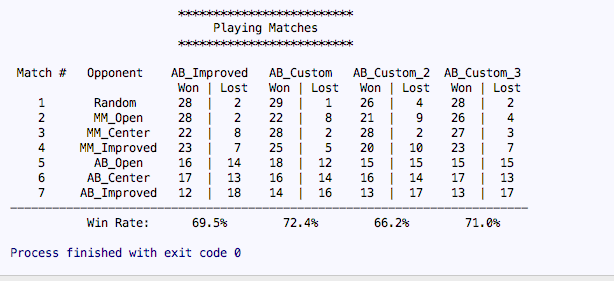 *************************
Playing Matches
*************************
Match # Opponent AB_Improved AB_Custom AB_Custom_2 AB_Custom_3
Won | Lost Won | Lost Won | Lost Won | Lost
1 Random 28 | 2 29 | 1 26 | 4 28 | 2
2 MM_Open 28 | 2 22 | 8 21 | 9 26 | 4
3 MM_Center 22 | 8 28 | 2 28 | 2 27 | 3
4 MM_Improved 23 | 7 25 | 5 20 | 10 23 | 7
5 AB_Open 16 | 14 18 | 12 15 | 15 15 | 15
6 AB_Center 17 | 13 16 | 14 16 | 14 17 | 13
7 AB_Improved 12 | 18 14 | 16 13 | 17 13 | 17
Win Rate: 69.5% 72.4% 66.2% 71.0%
Process finished with exit code 0